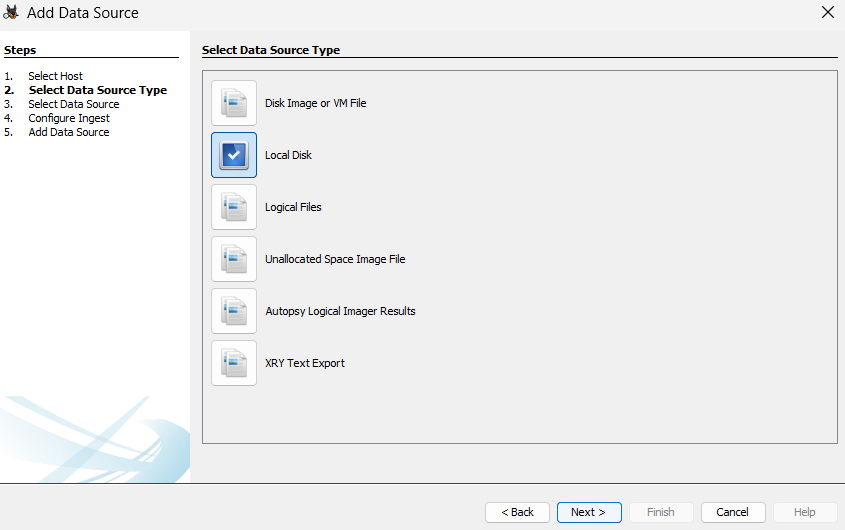 Add Data Source
Steps
1. Select Host
2. Select Data Source Type
3. Select Data Source
4. Configure Ingest
5. Add Data Source
Select Data Source Type
Disk Image or VM File
Local Disk
Logical Files
Unallocated Space Image File
Autopsy Logical Imager Results
XRY Text Export
< Back
Next >
Finish
Cancel
Help